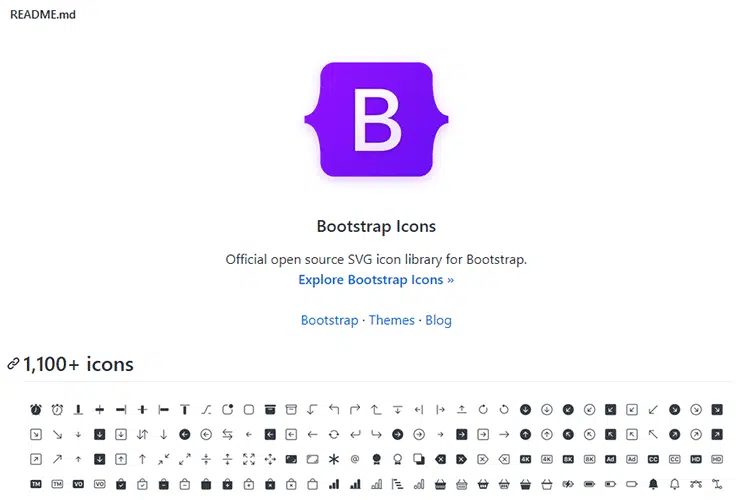 README.md
B
Bootstrap Icons
Official open source SVG icon library for Bootstrap.
Explore Bootstrap Icons »
Bootstrap · Themes · Blog
1,100+ icons
@ 4K 4K 8K 8K Ad Ad CC CC HD HD
TM TM VO VO